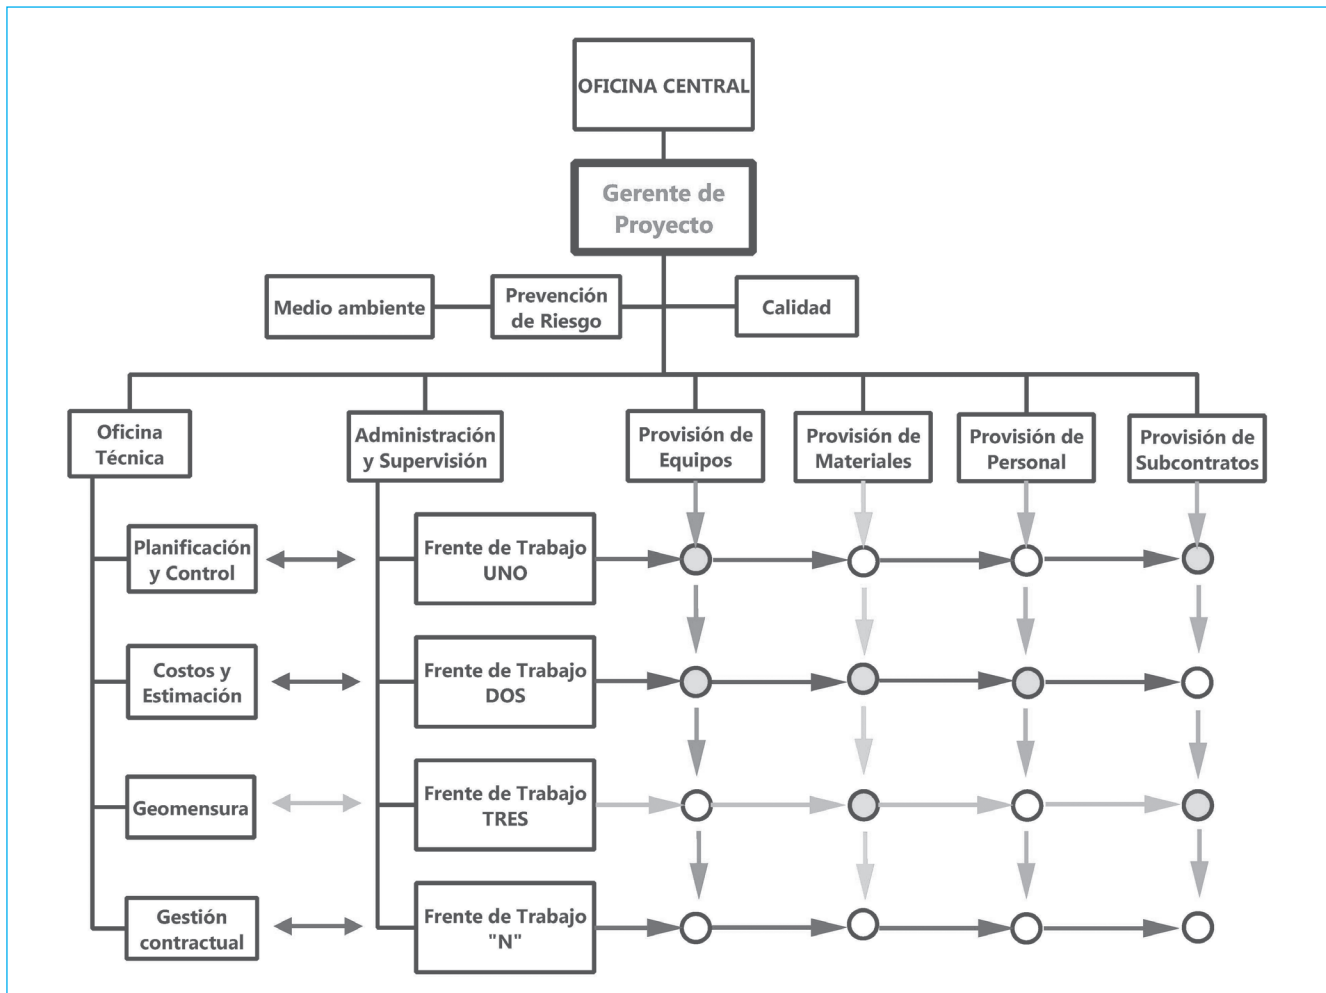 OFICINA CENTRAL
Gerente de
Proyecto
Medio ambiente
Prevención
de Riesgo
Calidad
Oficina
Técnica
Administración
y Supervisión
Provisión de
Equipos
Provisión de
Materiales
Provisión de
Personal
Provisión de
Subcontratos
Planificación
y Control
Frente de Trabajo
UNO
Costos y
Estimación
Frente de Trabajo
DOS
Geomensura
Frente de Trabajo
TRES
Gestión
contractual
Frente de Trabajo
"N"